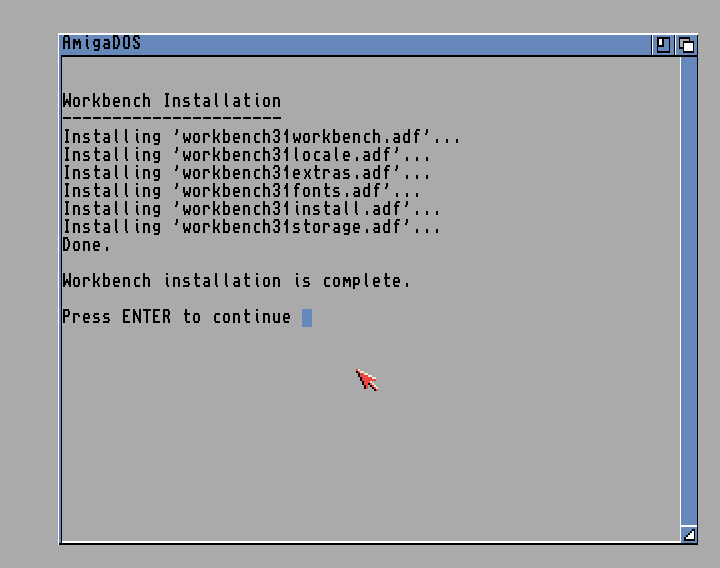 AmigaDOS
Workbench Installation
----------------------
Installing 'workbench31workbench.adf'...
Installing 'workbench31locale.adf'...
Installing 'workbench31extras.adf'...
Installing 'workbench31fonts.adf'...
Installing 'workbench31install.adf'...
Installing 'workbench31storage.adf'...
Done.
Workbench installation is complete.
Press ENTER to continue